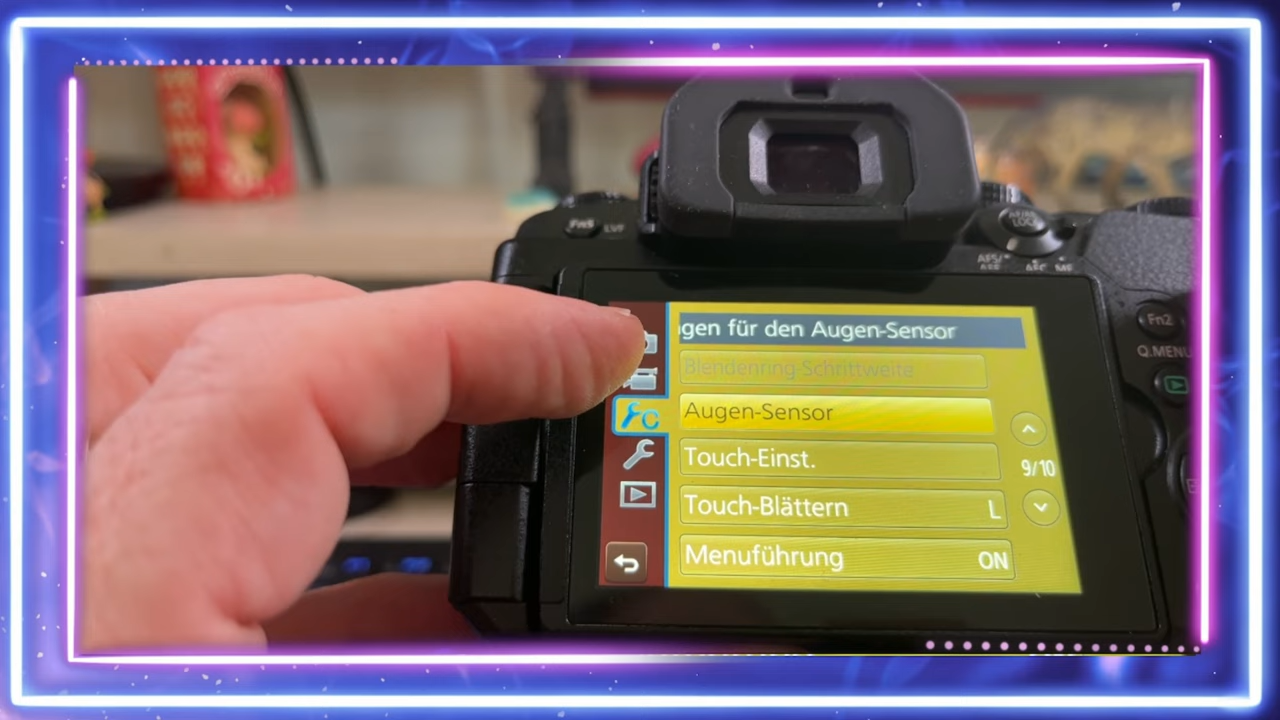 Fn5 LVF
AF/AE
LOCK
AFS/
AFF AFC MF
Fn2
Q.MENU
gen für den Augen-Sensor
Blendenring-Schrittweite
Augen-Sensor
Touch-Einst.
9/10
Touch-Blättern L
Menuführung ON